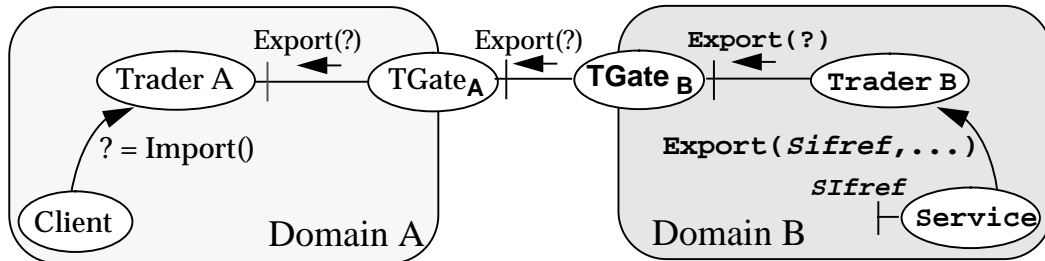 Export(?)
Export(?)
Export(?)
Trader A
TGateA
TGate B
Trader B
? = Import()
Export(Sifref,...)
SIfref
Client
Service
Domain A
Domain B